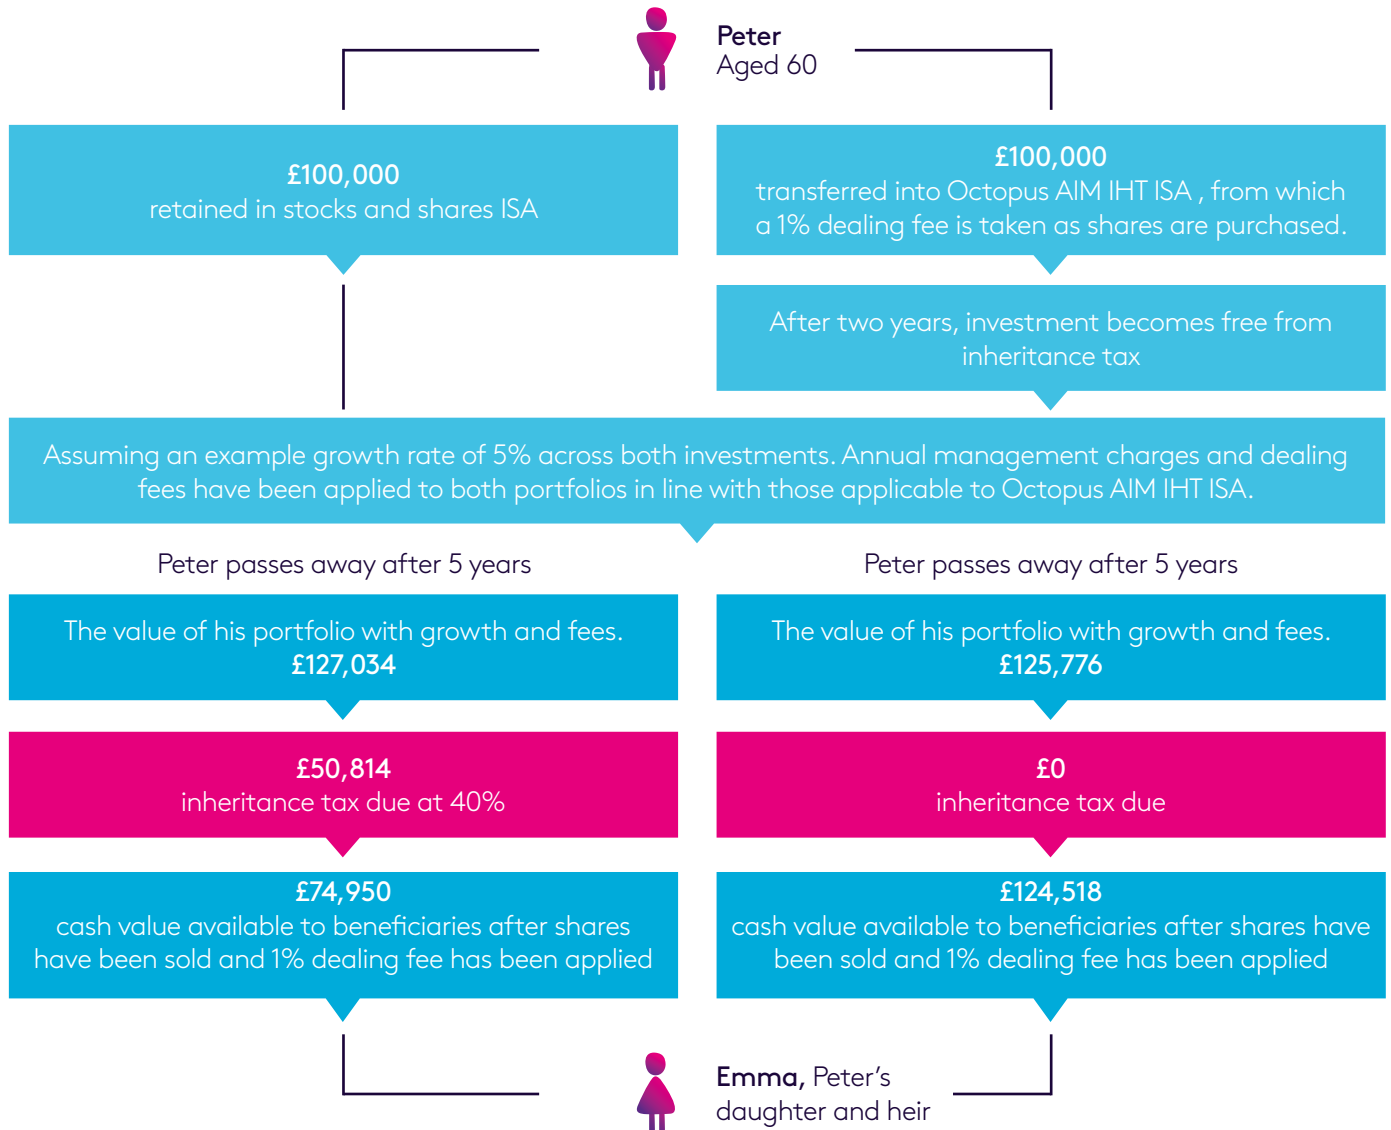 Peter
Aged 60
£100,000
retained in stocks and shares ISA
£100,000
transferred into Octopus AIM IHT ISA , from which
a 1% dealing fee is taken as shares are purchased.
After two years, investment becomes free from
inheritance tax
Assuming an example growth rate of 5% across both investments. Annual management charges and dealing
fees have been applied to both portfolios in line with those applicable to Octopus AIM IHT ISA.
Peter passes away after 5 years
The value of his portfolio with growth and fees.
£127,034
£50,814
inheritance tax due at 40%
£74,950
cash value available to beneficiaries after shares
have been sold and 1% dealing fee has been applied
Peter passes away after 5 years
The value of his portfolio with growth and fees.
£125,776
£0
inheritance tax due
£124,518
cash value available to beneficiaries after shares have
been sold and 1% dealing fee has been applied
Emma, Peter's
daughter and heir